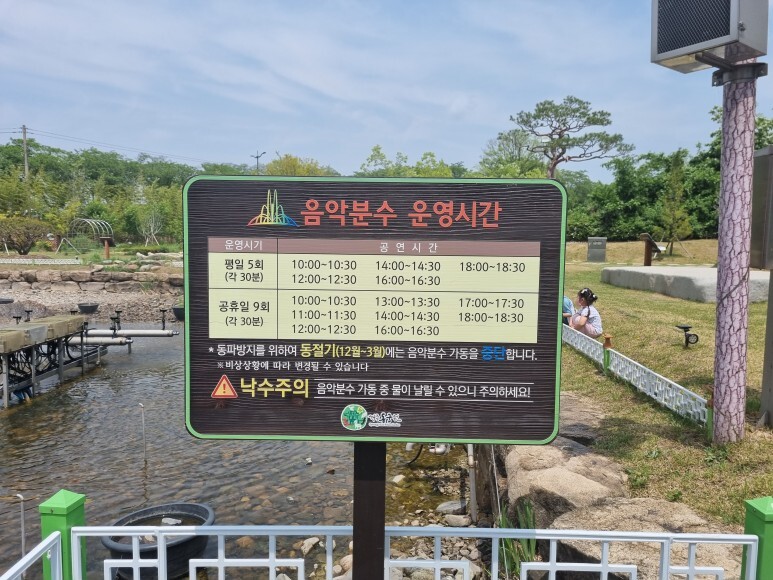 음악분수 운영시간
운영시기 공 연 시 간
평일 5회
(각 30분)
10:00~10:30 14:00~14:30 18:00~18:30
12:00~12:30 16:00~16:30
공휴일 9회
(각 30분)
10:00~10:30 13:00~13:30 17:00~17:30
11:00~11:30 14:00~14:30 18:00~18:30
12:00~12:30 16:00~16:30
* 동파방지를 위하여 동절기(12월~3월)에는 음악분수 가동을 중단합니다.
※ 비상상황에 따라 변경될 수 있습니다
낙수주의 음악분수 가동 중 물이 날릴 수 있으니 주의하세요!